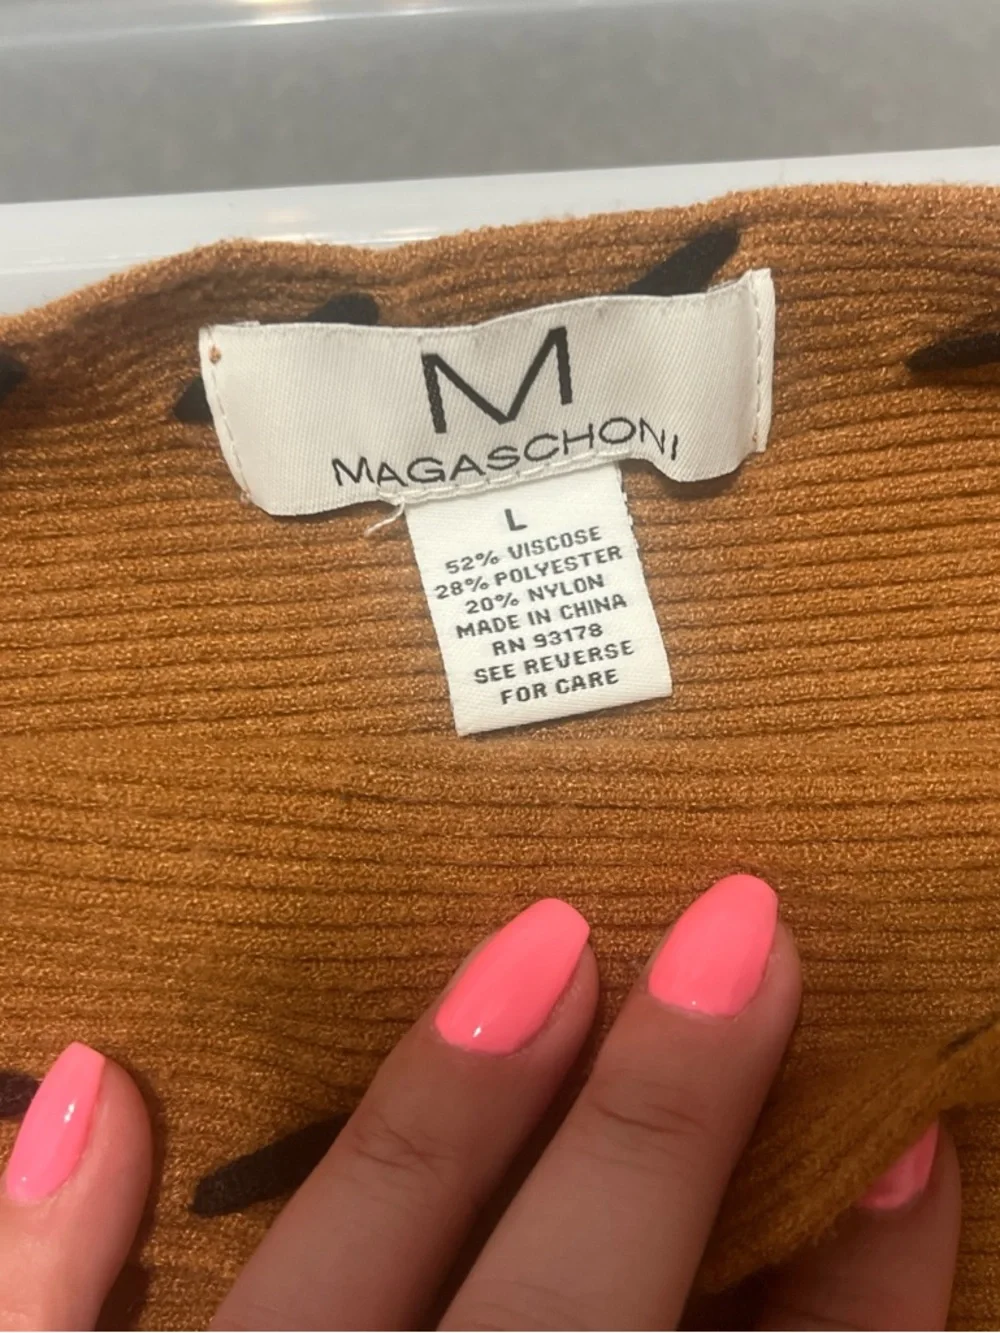 M
MAGASCHONI
L
52% VISCOSE
28% POLYESTER
20% NYLON
MADE IN CHINA
RN 93178
SEE REVERSE
FOR CARE